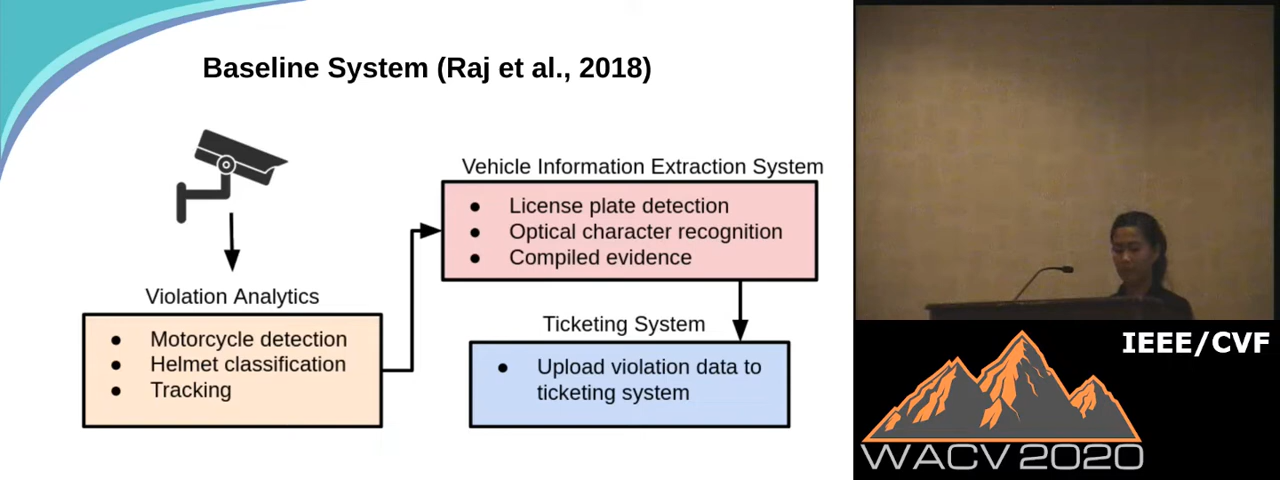 Baseline System (Raj et al., 2018)
Vehicle Information Extraction System
● License plate detection
● Optical character recognition
● Compiled evidence
Violation Analytics
● Motorcycle detection
● Helmet classification
● Tracking
Ticketing System
● Upload violation data to
ticketing system
IEEE/CVF
WACV 2020